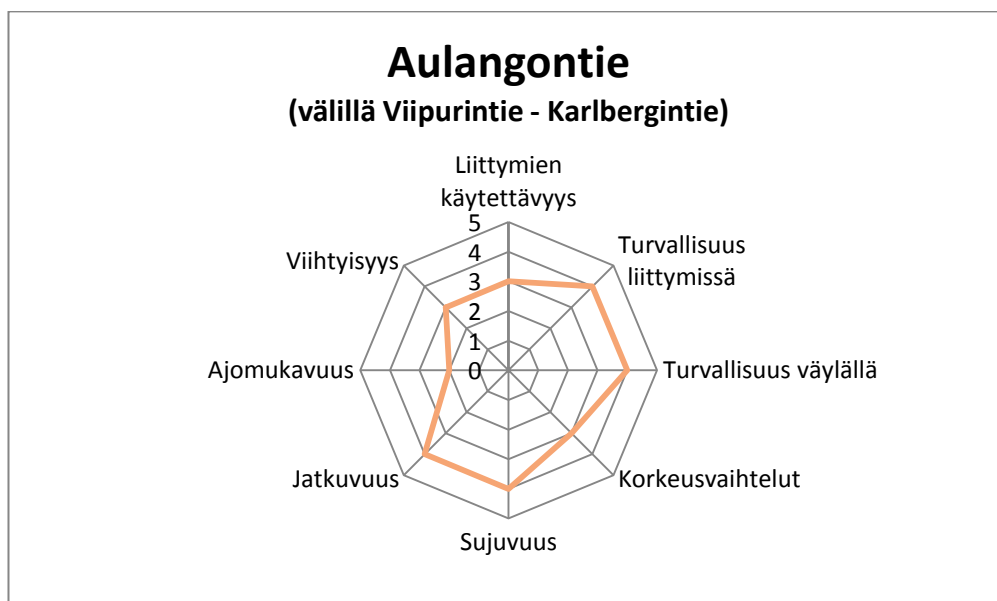 Aulangontie
(välillä Viipurintie - Karlbergintie)
Liittymien
käytettävyys
Turvallisuus
liittymissä
Turvallisuus väylällä
Korkeusvaihtelut
Sujuvuus
Jatkuvuus
Ajomukavuus
Viihtyisyys
5
4
3
2
1
0